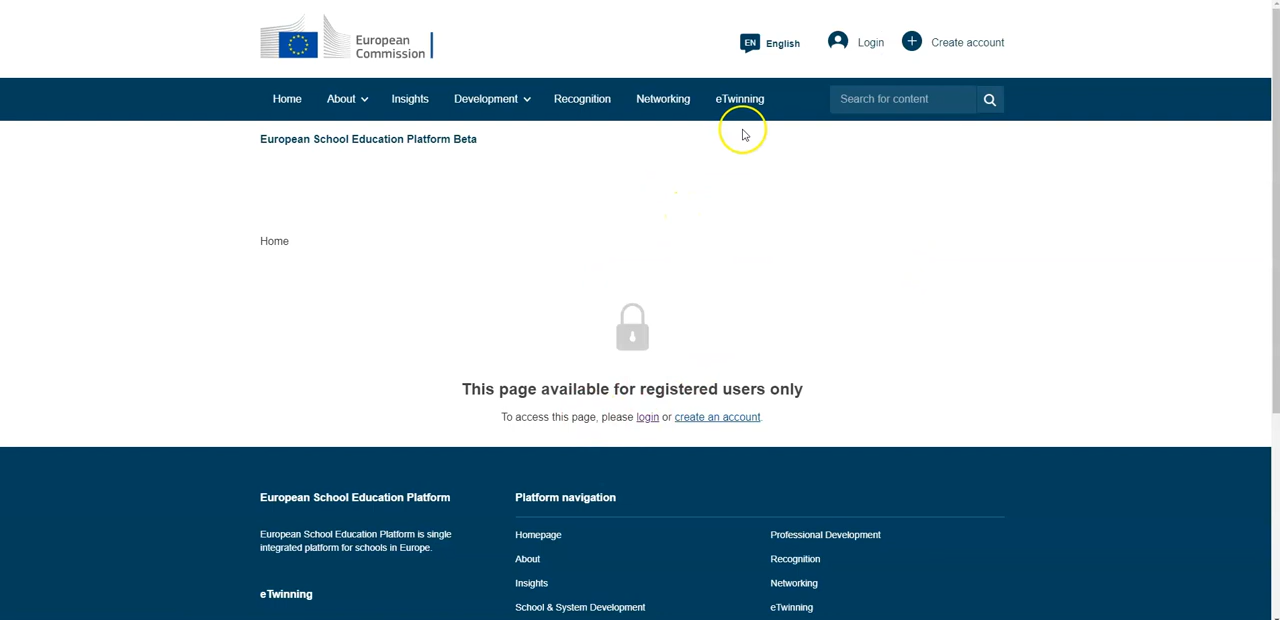 European
Commission
EN English
Login
Create account
Home
About
Insights
Development
Recognition
Networking
eTwinning
Search for content
European School Education Platform Beta
Home
This page available for registered users only
To access this page, please login or create an account.
European School Education Platform
European School Education Platform is single
integrated platform for schools in Europe.
eTwinning
Platform navigation
Homepage
About
Insights
School & System Development
Professional Development
Recognition
Networking
eTwinning